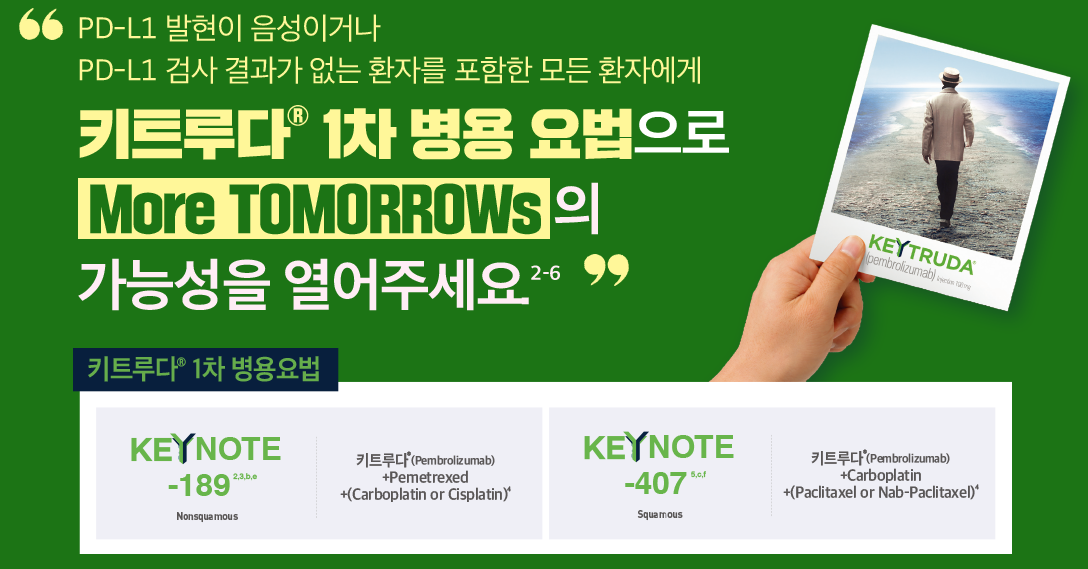 “ PD-L1 발현이 음성이거나
PD-L1 검사 결과가 없는 환자를 포함한 모든 환자에게
키트루다® 1차 병용 요법으로
More TOMORROWs의
가능성을 열어주세요 2-6 ”
KEYTRUDA®
(pembrolizumab)
키트루다® 1차 병용요법
KEYNOTE
-189 2,3,b,e
Nonsquamous
키트루다®(Pembrolizumab)
+Pemetrexed
+(Carboplatin or Cisplatin)4
KEYNOTE
-407 5,c,f
Squamous
키트루다®(Pembrolizumab)
+Carboplatin
+(Paclitaxel or Nab-Paclitaxel)4